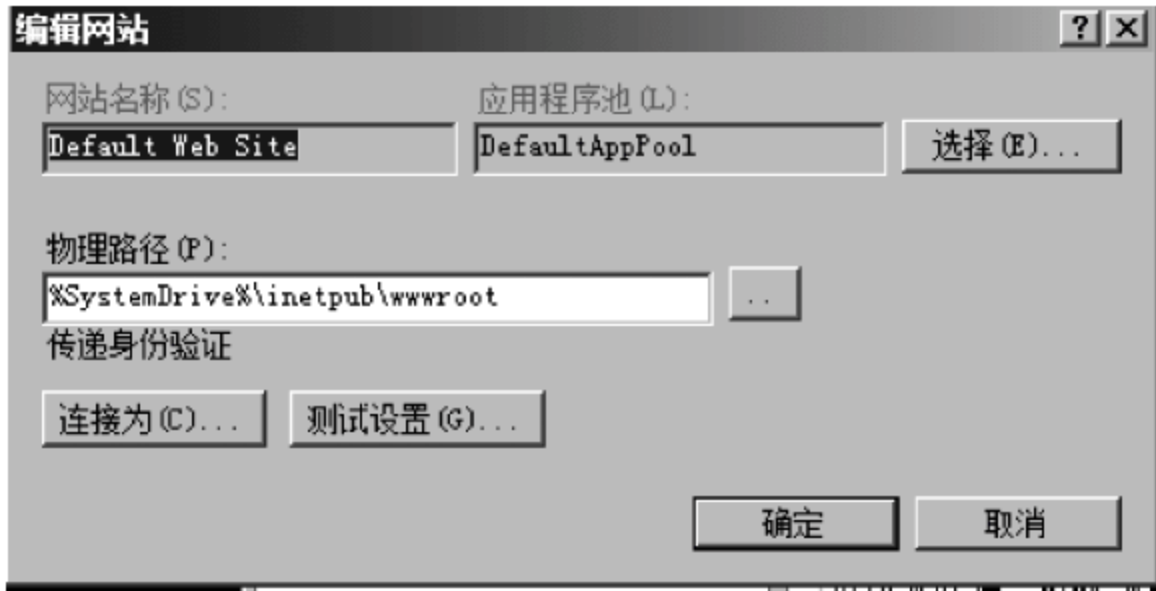 编辑网站
网站名称(S): 应用程序池(L):
Default Web Site DefaultAppPool 选择(E)...
物理路径(P):
%SystemDrive%\inetpub\wwwroot ..
传递身份验证
连接为(C)... 测试设置(G)...
确定 取消